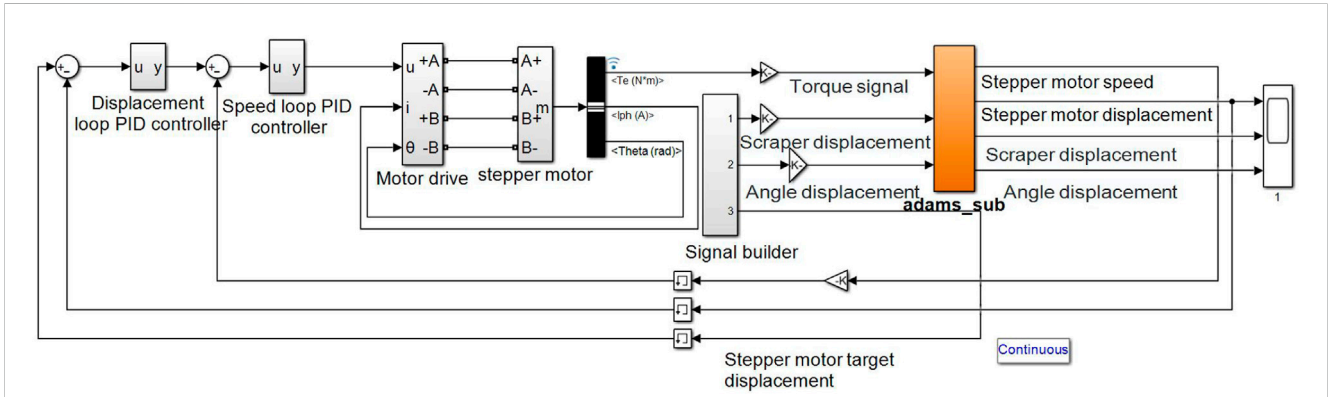 u y
Displacement
loop PID controller
u y
Speed loop PID
controller
u
i
θ
+A
-A
+B
-B
Motor drive
A+
A-
B+
B-
m
stepper motor
<Te (N*m)>
<Iph (A)>
<Theta (rad)>
1
2
3
Signal builder
K-
Torque signal
K-
Scraper displacement
K-
Angle displacement
adams_sub
Stepper motor speed
Stepper motor displacement
Scraper displacement
Angle displacement
1
-K
Stepper motor target
displacement
Continuous